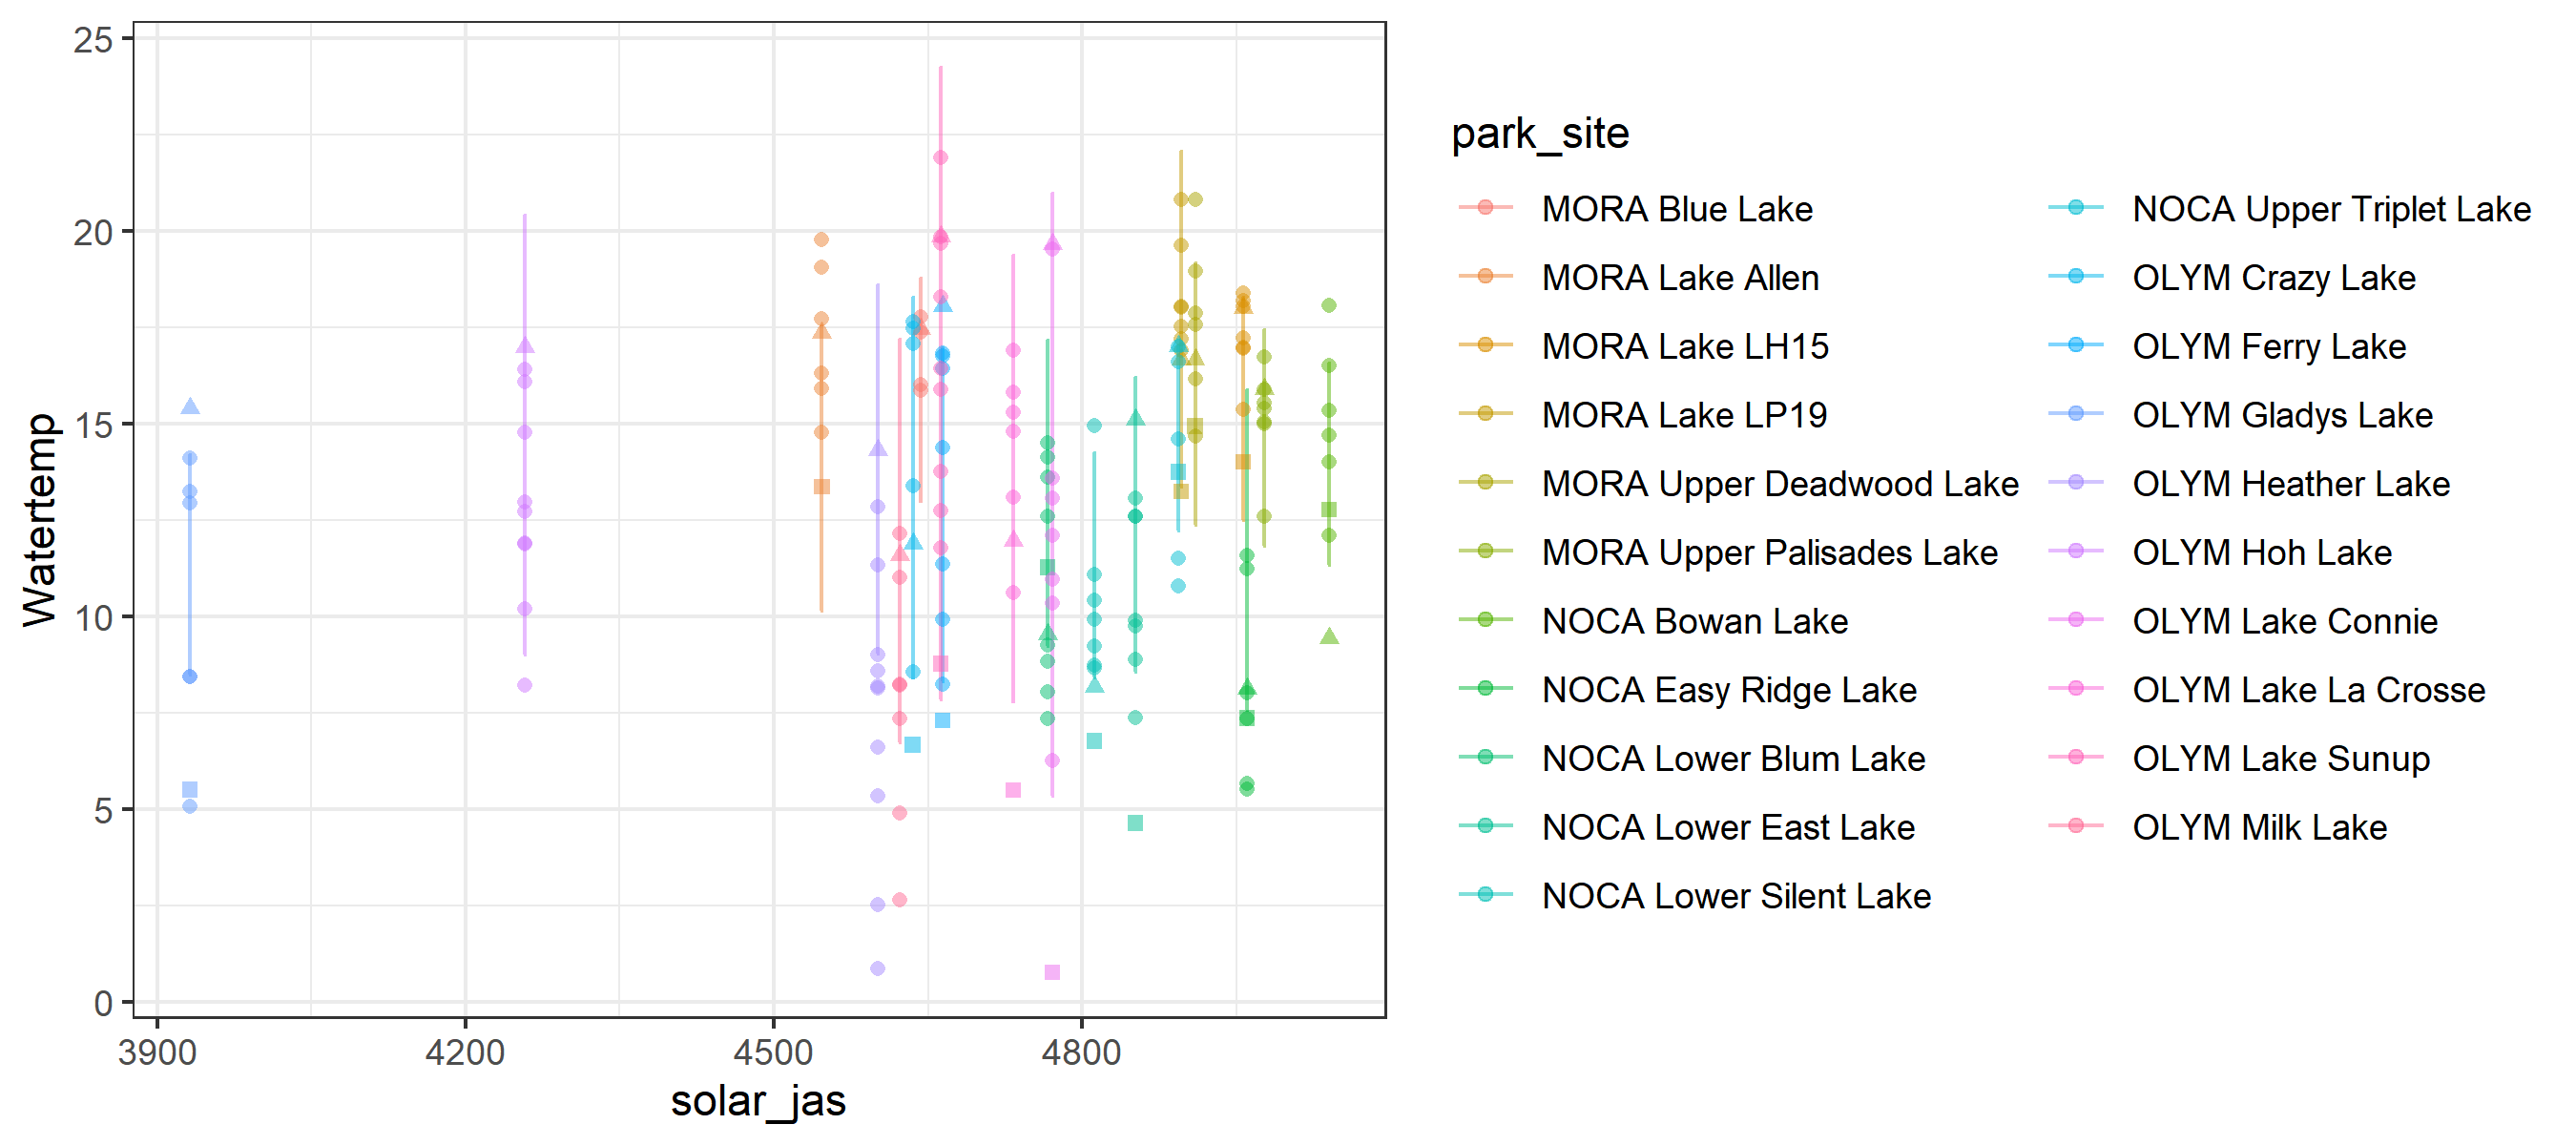 25
20
15
10
5
0
Watertemp
3900
4200
4500
4800
solar_jas
park_site
MORA Blue Lake
MORA Lake Allen
MORA Lake LH15
MORA Lake LP19
MORA Upper Deadwood Lake
MORA Upper Palisades Lake
NOCA Bowan Lake
NOCA Easy Ridge Lake
NOCA Lower Blum Lake
NOCA Lower East Lake
NOCA Lower Silent Lake
NOCA Upper Triplet Lake
OLYM Crazy Lake
OLYM Ferry Lake
OLYM Gladys Lake
OLYM Heather Lake
OLYM Hoh Lake
OLYM Lake Connie
OLYM Lake La Crosse
OLYM Lake Sunup
OLYM Milk Lake